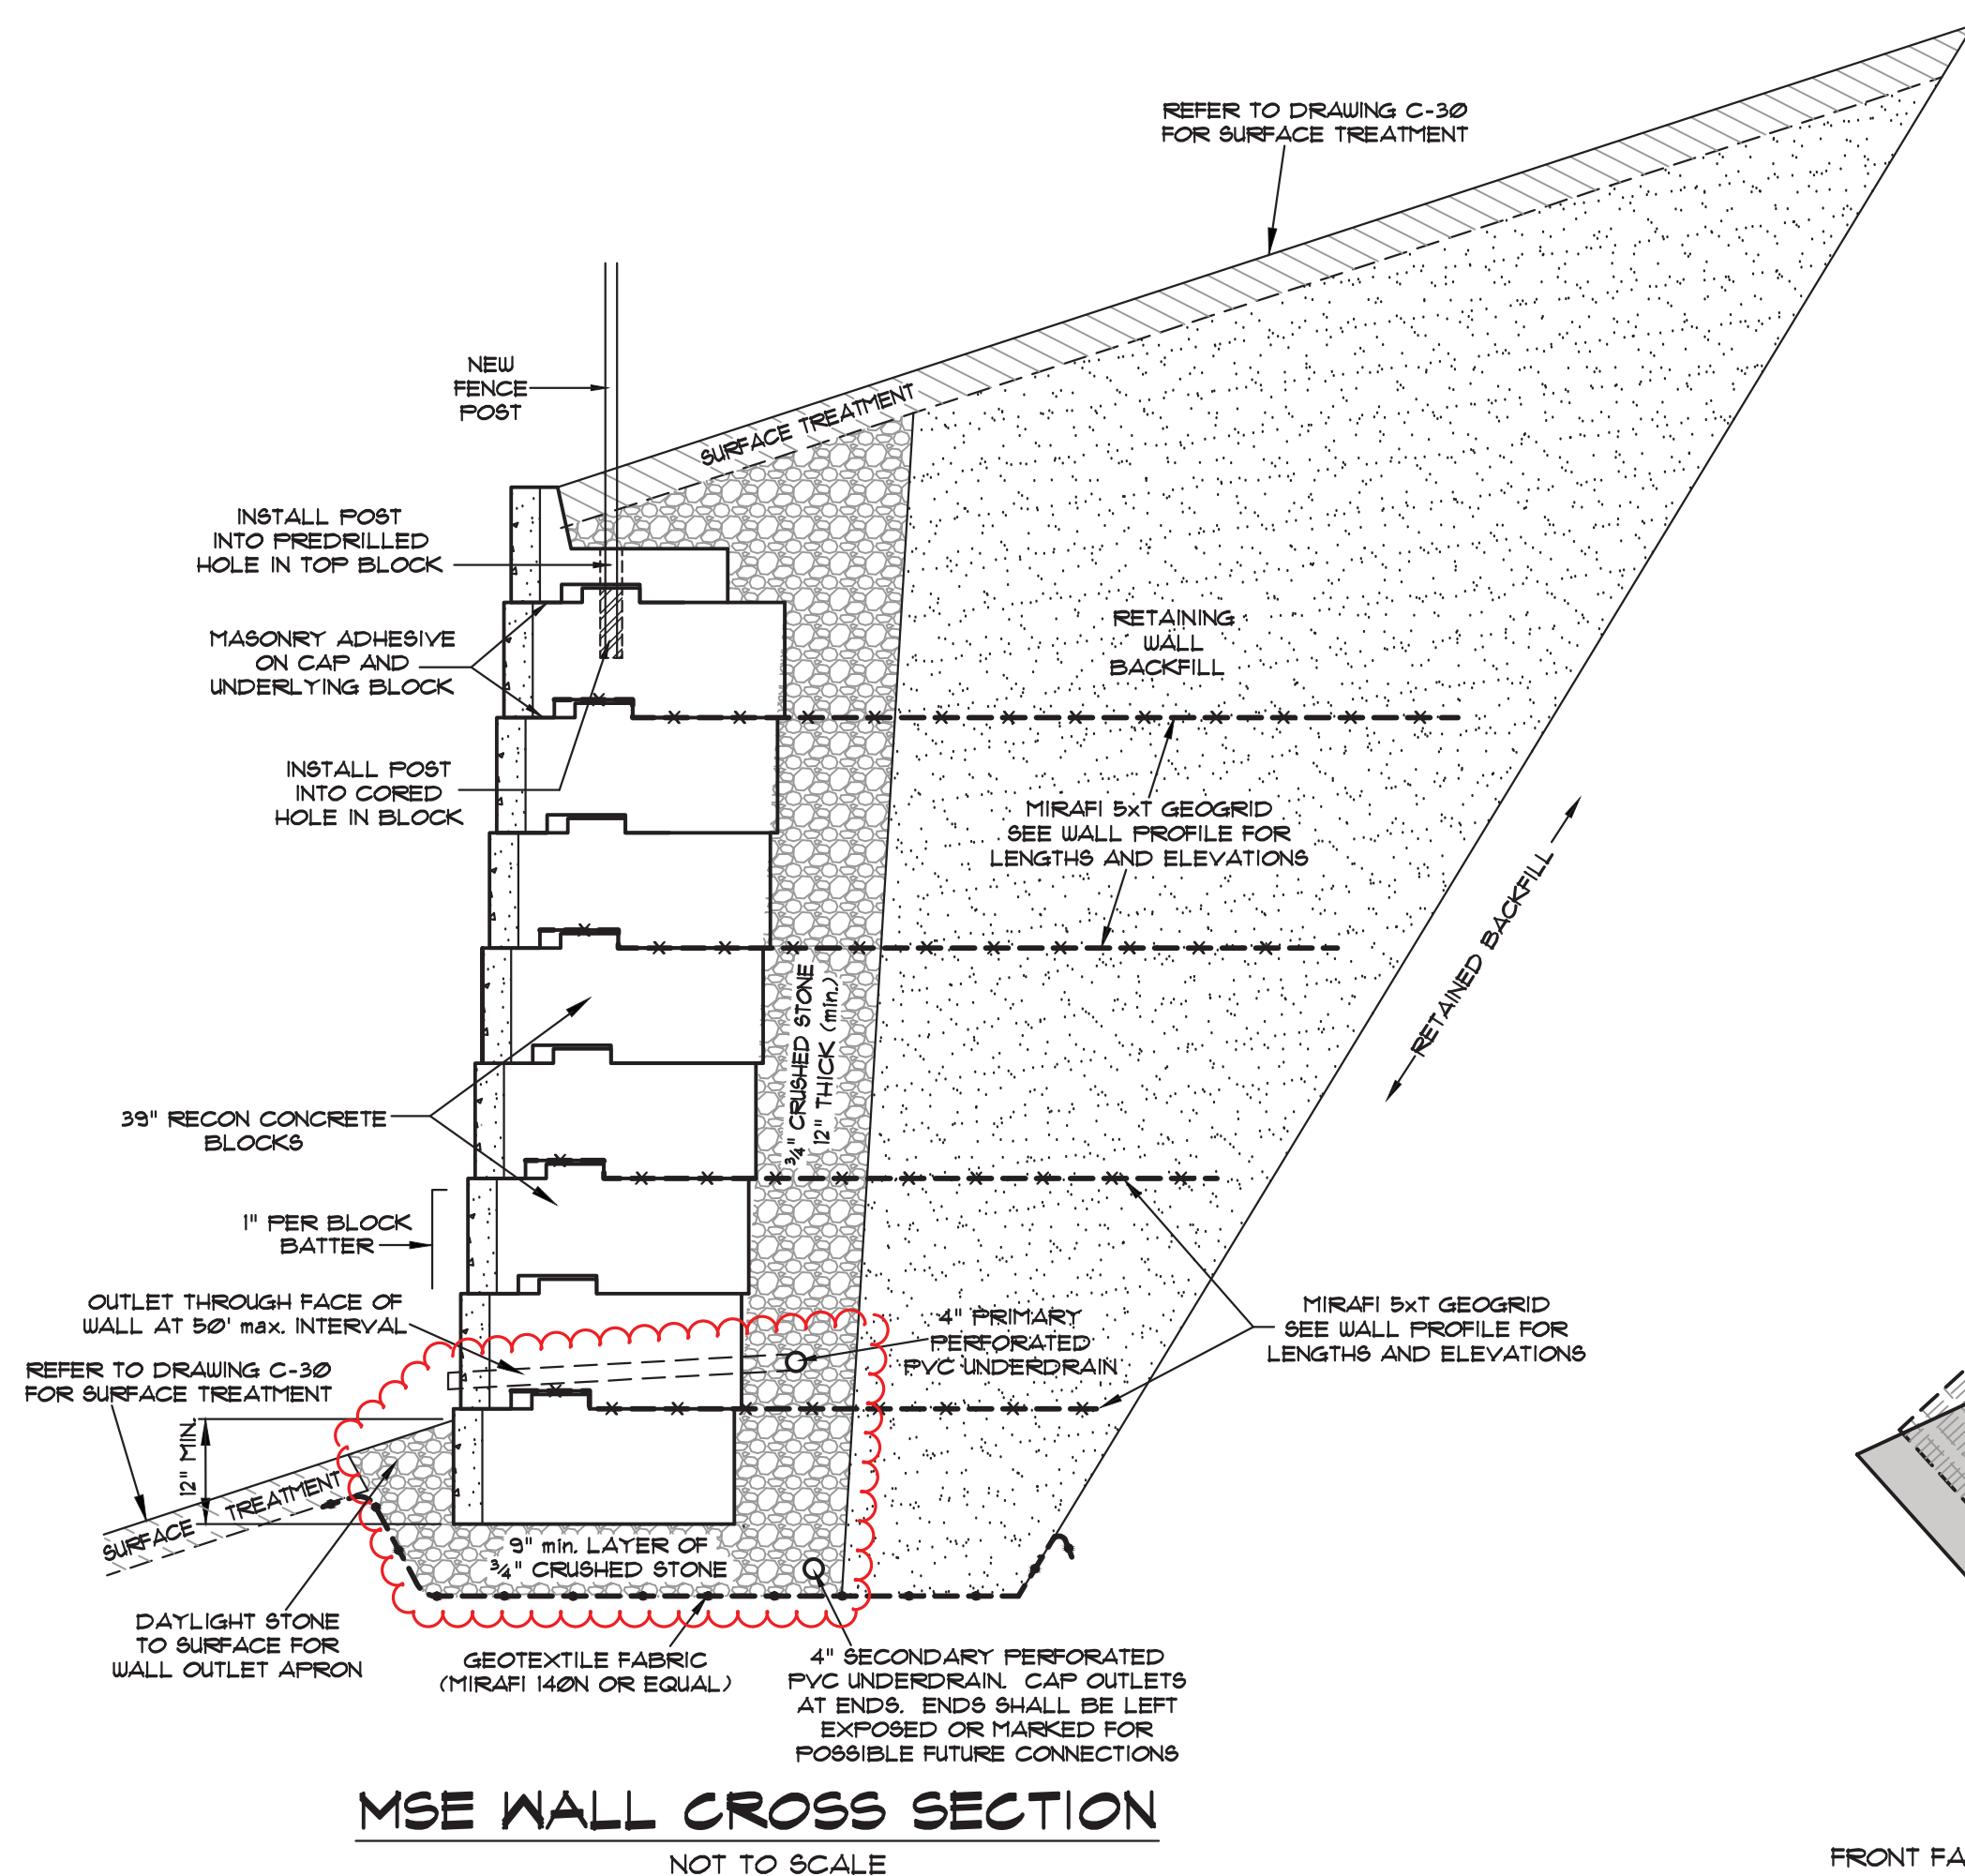 REFER TO DRAWING C-30
FOR SURFACE TREATMENT
NEW
FENCE
POST
SURFACE TREATMENT
INSTALL POST
INTO PREDRILLED
HOLE IN TOP BLOCK
RETAINING
WALL
BACKFILL
MASONRY ADHESIVE
ON CAP AND
UNDERLYING BLOCK
INSTALL POST
INTO CORED
HOLE IN BLOCK
MIRAFI 5xT GEOGRID
SEE WALL PROFILE FOR
LENGTHS AND ELEVATIONS
RETAINED BACKFILL
3/4" CRUSHED STONE
12" THICK (min.)
39" RECON CONCRETE
BLOCKS
1" PER BLOCK
BATTER
OUTLET THROUGH FACE OF
WALL AT 50' max. INTERVAL
4" PRIMARY
PERFORATED
PVC UNDERDRAIN
MIRAFI 5xT GEOGRID
SEE WALL PROFILE FOR
LENGTHS AND ELEVATIONS
REFER TO DRAWING C-30
FOR SURFACE TREATMENT
12" MIN.
SURFACE TREATMENT
9" min. LAYER OF
3/4" CRUSHED STONE
DAYLIGHT STONE
TO SURFACE FOR
WALL OUTLET APRON
GEOTEXTILE FABRIC
(MIRAFI 140N OR EQUAL)
4" SECONDARY PERFORATED
PVC UNDERDRAIN. CAP OUTLETS
AT ENDS. ENDS SHALL BE LEFT
EXPOSED OR MARKED FOR
POSSIBLE FUTURE CONNECTIONS
MSE WALL CROSS SECTION
NOT TO SCALE
FRONT FA